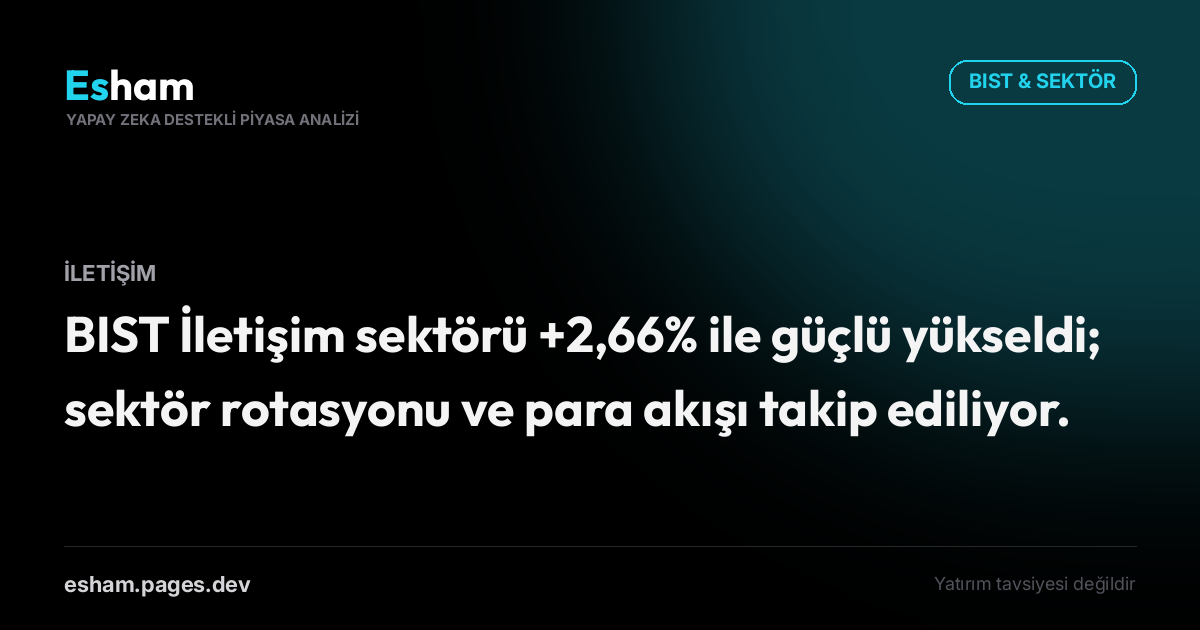 Esham
YAPAY ZEKA DESTEKLİ PİYASA ANALİZİ
BIST & SEKTÖR
İLETİŞİM
BIST İletişim sektörü +2,66% ile güçlü yükseldi;
sektör rotasyonu ve para akışı takip ediliyor.
esham.pages.dev
Yatırım tavsiyesi değildir